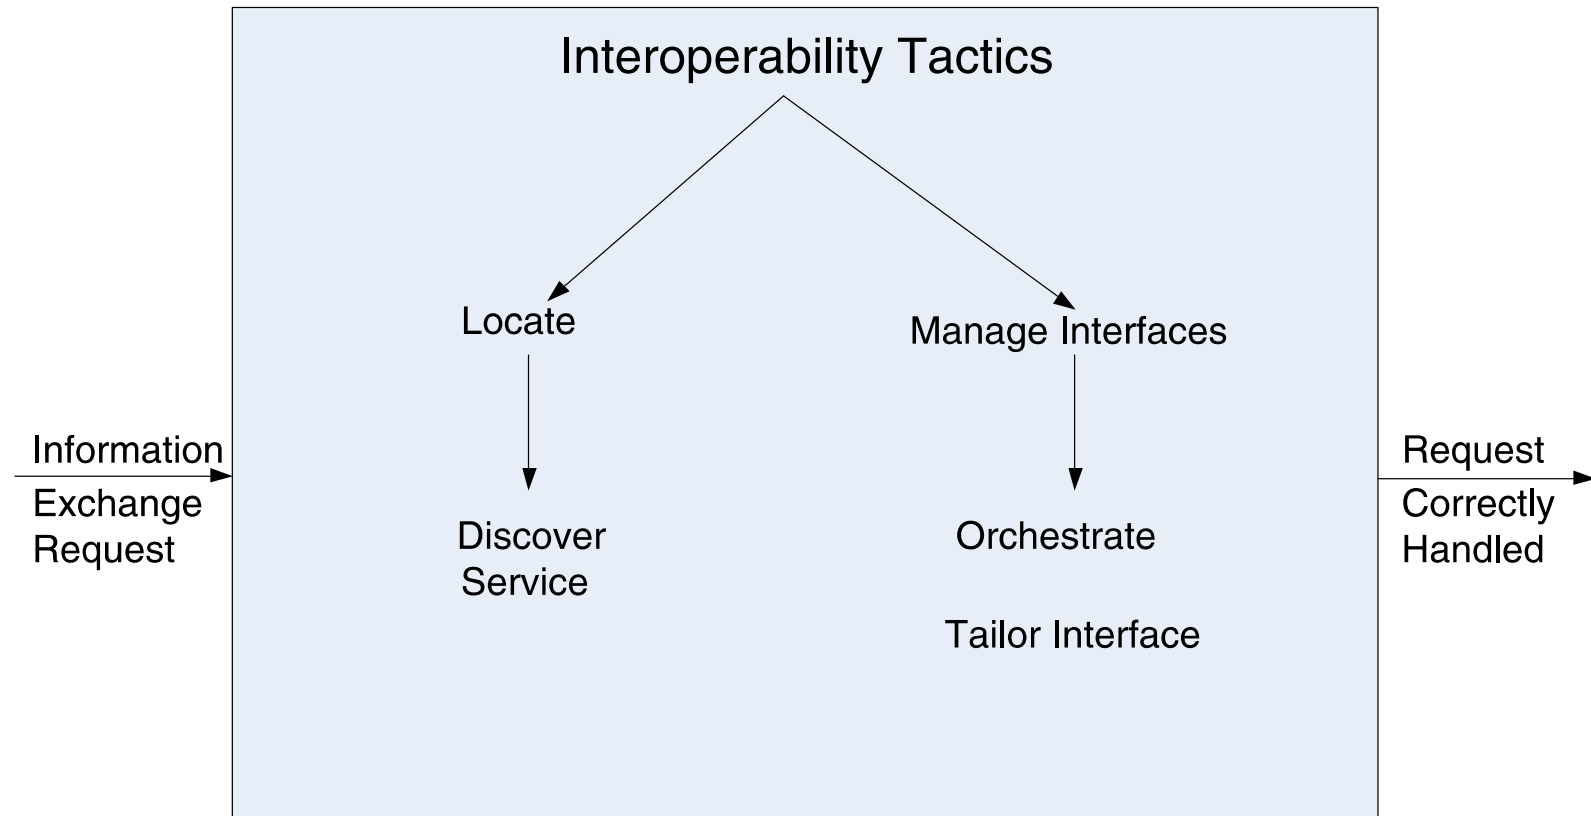 Interoperability Tactics
Locate
Manage Interfaces
Information
Exchange
Request
Discover
Service
Orchestrate
Tailor Interface
Request
Correctly
Handled